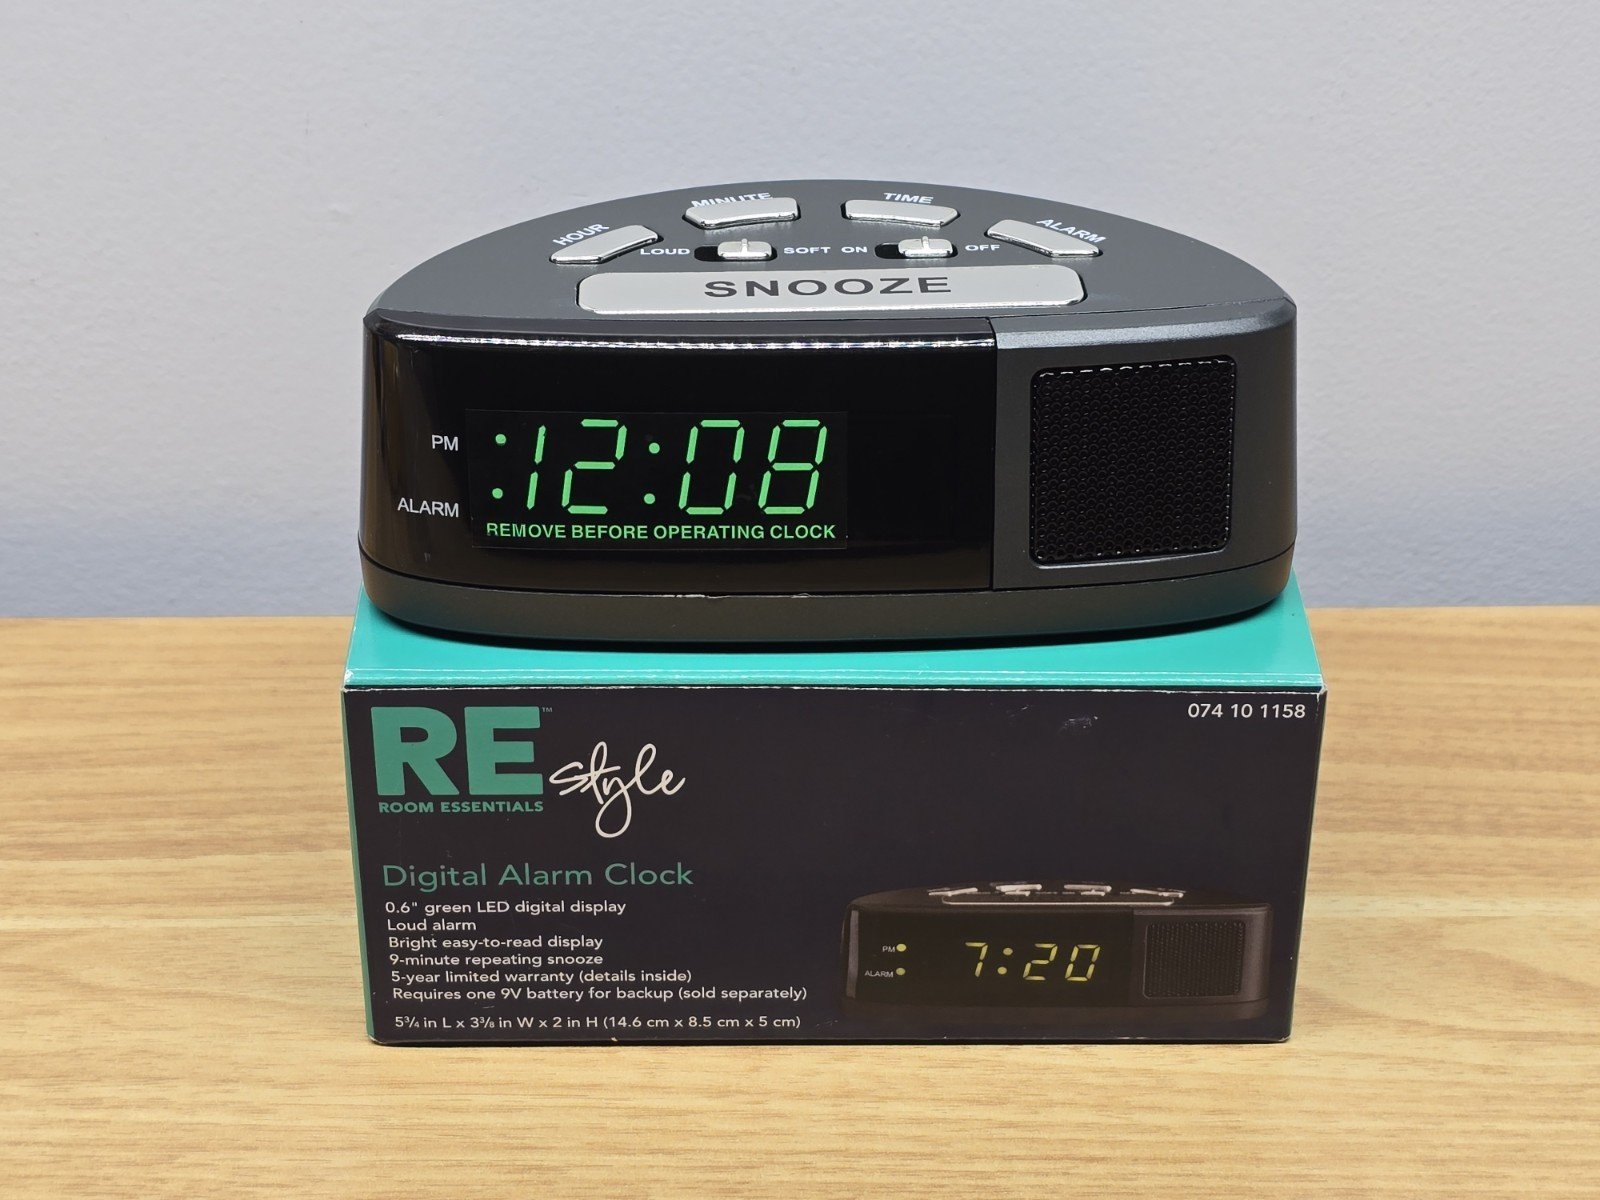 HOUR MINUTE TIME ALARM
LOUD SOFT ON OFF
SNOOZE
PM
ALARM
:12:08
REMOVE BEFORE OPERATING CLOCK
074 10 1158
RE™
ROOM ESSENTIALS
style
Digital Alarm Clock
0.6" green LED digital display
Loud alarm
Bright easy-to-read display
9-minute repeating snooze
5-year limited warranty (details inside)
Requires one 9V battery for backup (sold separately)
5¾ in L x 3⅜ in W x 2 in H (14.6 cm x 8.5 cm x 5 cm)
PM
ALARM
7:20